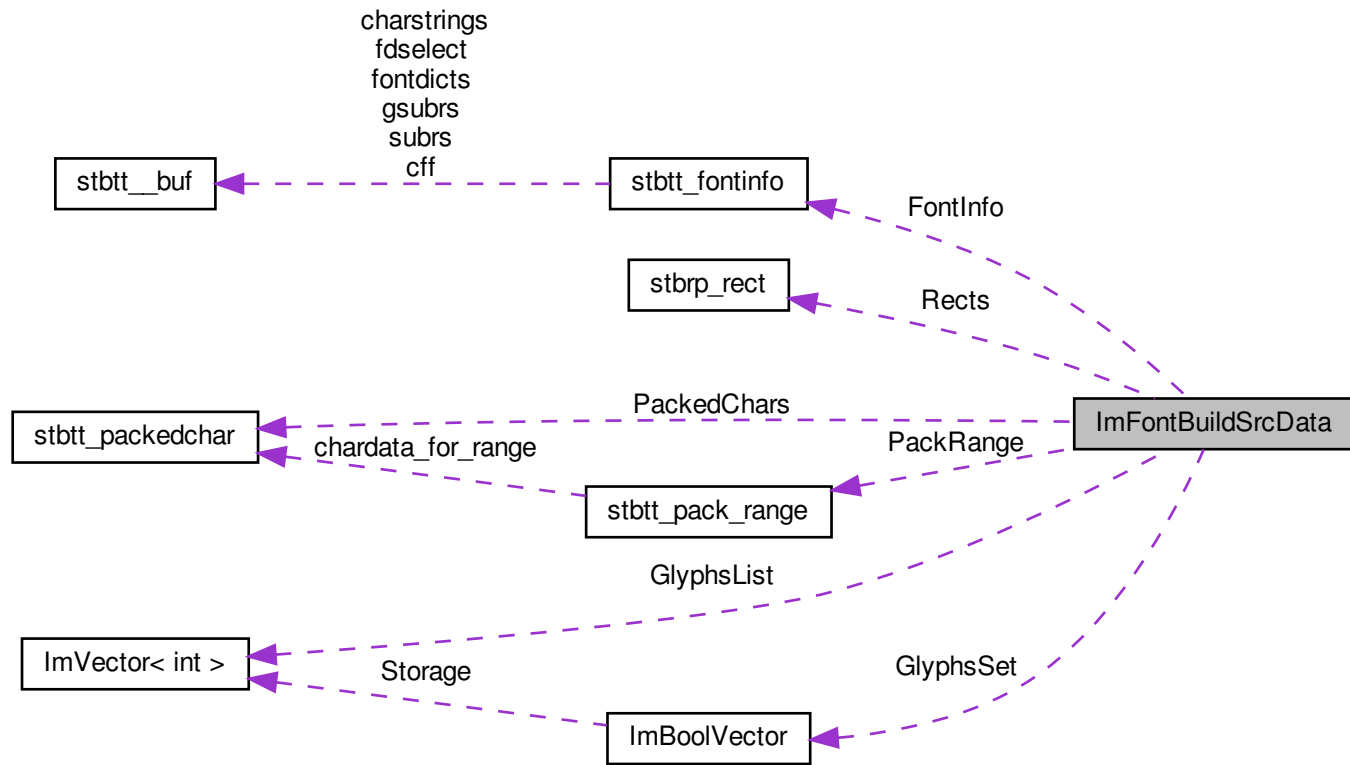 charstrings
fdselect
fontdicts
gsubrs
subrs
cff
stbtt__buf
stbtt_fontinfo
FontInfo
stbrp_rect
Rects
PackedChars
ImFontBuildSrcData
stbtt_packedchar
chardata_for_range
PackRange
stbtt_pack_range
GlyphsList
ImVector< int >
Storage
GlyphsSet
ImBoolVector